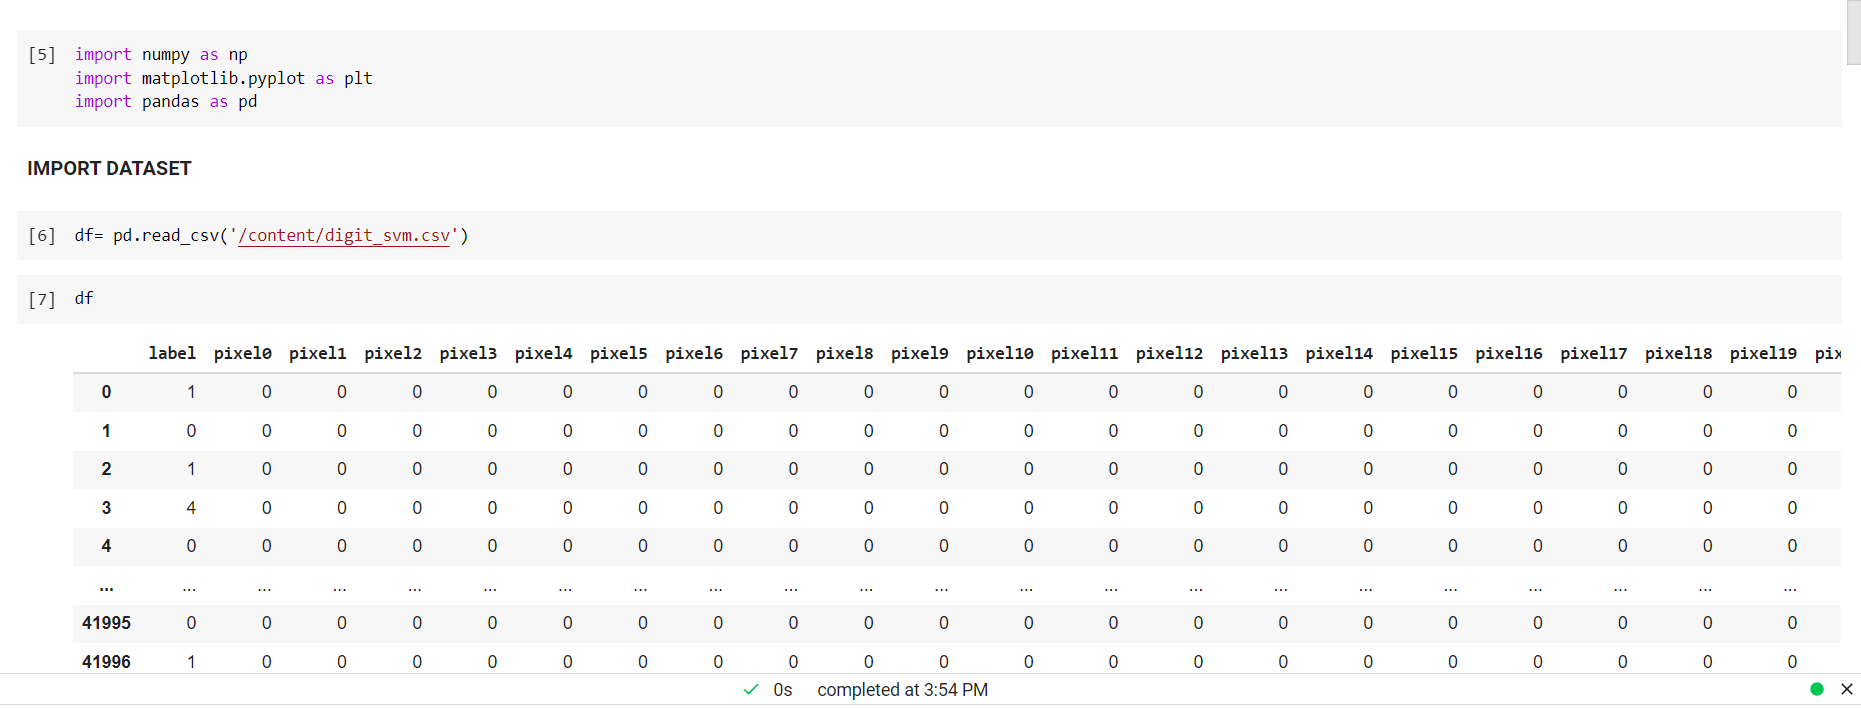 [5] import numpy as np
import matplotlib.pyplot as plt
import pandas as pd
IMPORT DATASET
[6] df= pd.read_csv('/content/digit_svm.csv')
[7] df
label pixel0 pixel1 pixel2 pixel3 pixel4 pixel5 pixel6 pixel7 pixel8 pixel9 pixel10 pixel11 pixel12 pixel13 pixel14 pixel15 pixel16 pixel17 pixel18 pixel19 pix
0 1 0 0 0 0 0 0 0 0 0 0 0 0 0 0 0 0 0 0 0 0
1 0 0 0 0 0 0 0 0 0 0 0 0 0 0 0 0 0 0 0 0 0
2 1 0 0 0 0 0 0 0 0 0 0 0 0 0 0 0 0 0 0 0 0
3 4 0 0 0 0 0 0 0 0 0 0 0 0 0 0 0 0 0 0 0 0
4 0 0 0 0 0 0 0 0 0 0 0 0 0 0 0 0 0 0 0 0 0
... ... ... ... ... ... ... ... ... ... ... ... ... ... ... ... ... ... ... ... ... ... ...
41995 0 0 0 0 0 0 0 0 0 0 0 0 0 0 0 0 0 0 0 0 0
41996 1 0 0 0 0 0 0 0 0 0 0 0 0 0 0 0 0 0 0 0 0
0s completed at 3:54 PM